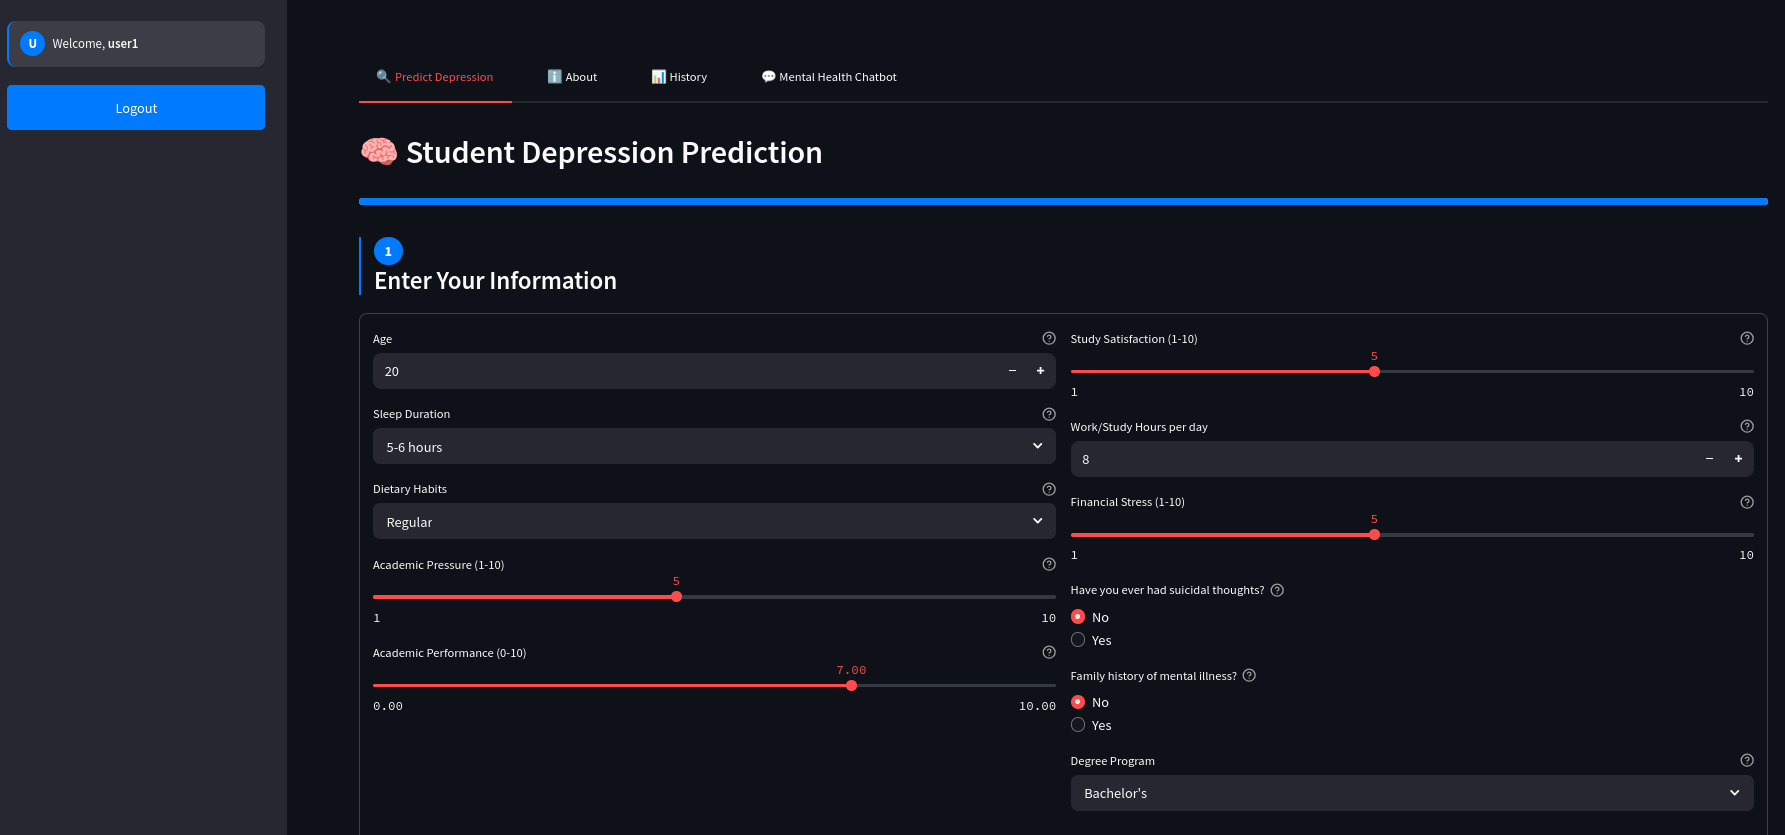 U Welcome, user1
Logout
🔍 Predict Depression ℹ️ About 📊 History 💬 Mental Health Chatbot
🧠 Student Depression Prediction
1
Enter Your Information
Age
20
Sleep Duration
5-6 hours
Dietary Habits
Regular
Academic Pressure (1-10)
5
1 10
Academic Performance (0-10)
7.00
0.00 10.00
Study Satisfaction (1-10)
5
1 10
Work/Study Hours per day
8
Financial Stress (1-10)
5
1 10
Have you ever had suicidal thoughts?
No
Yes
Family history of mental illness?
No
Yes
Degree Program
Bachelor's